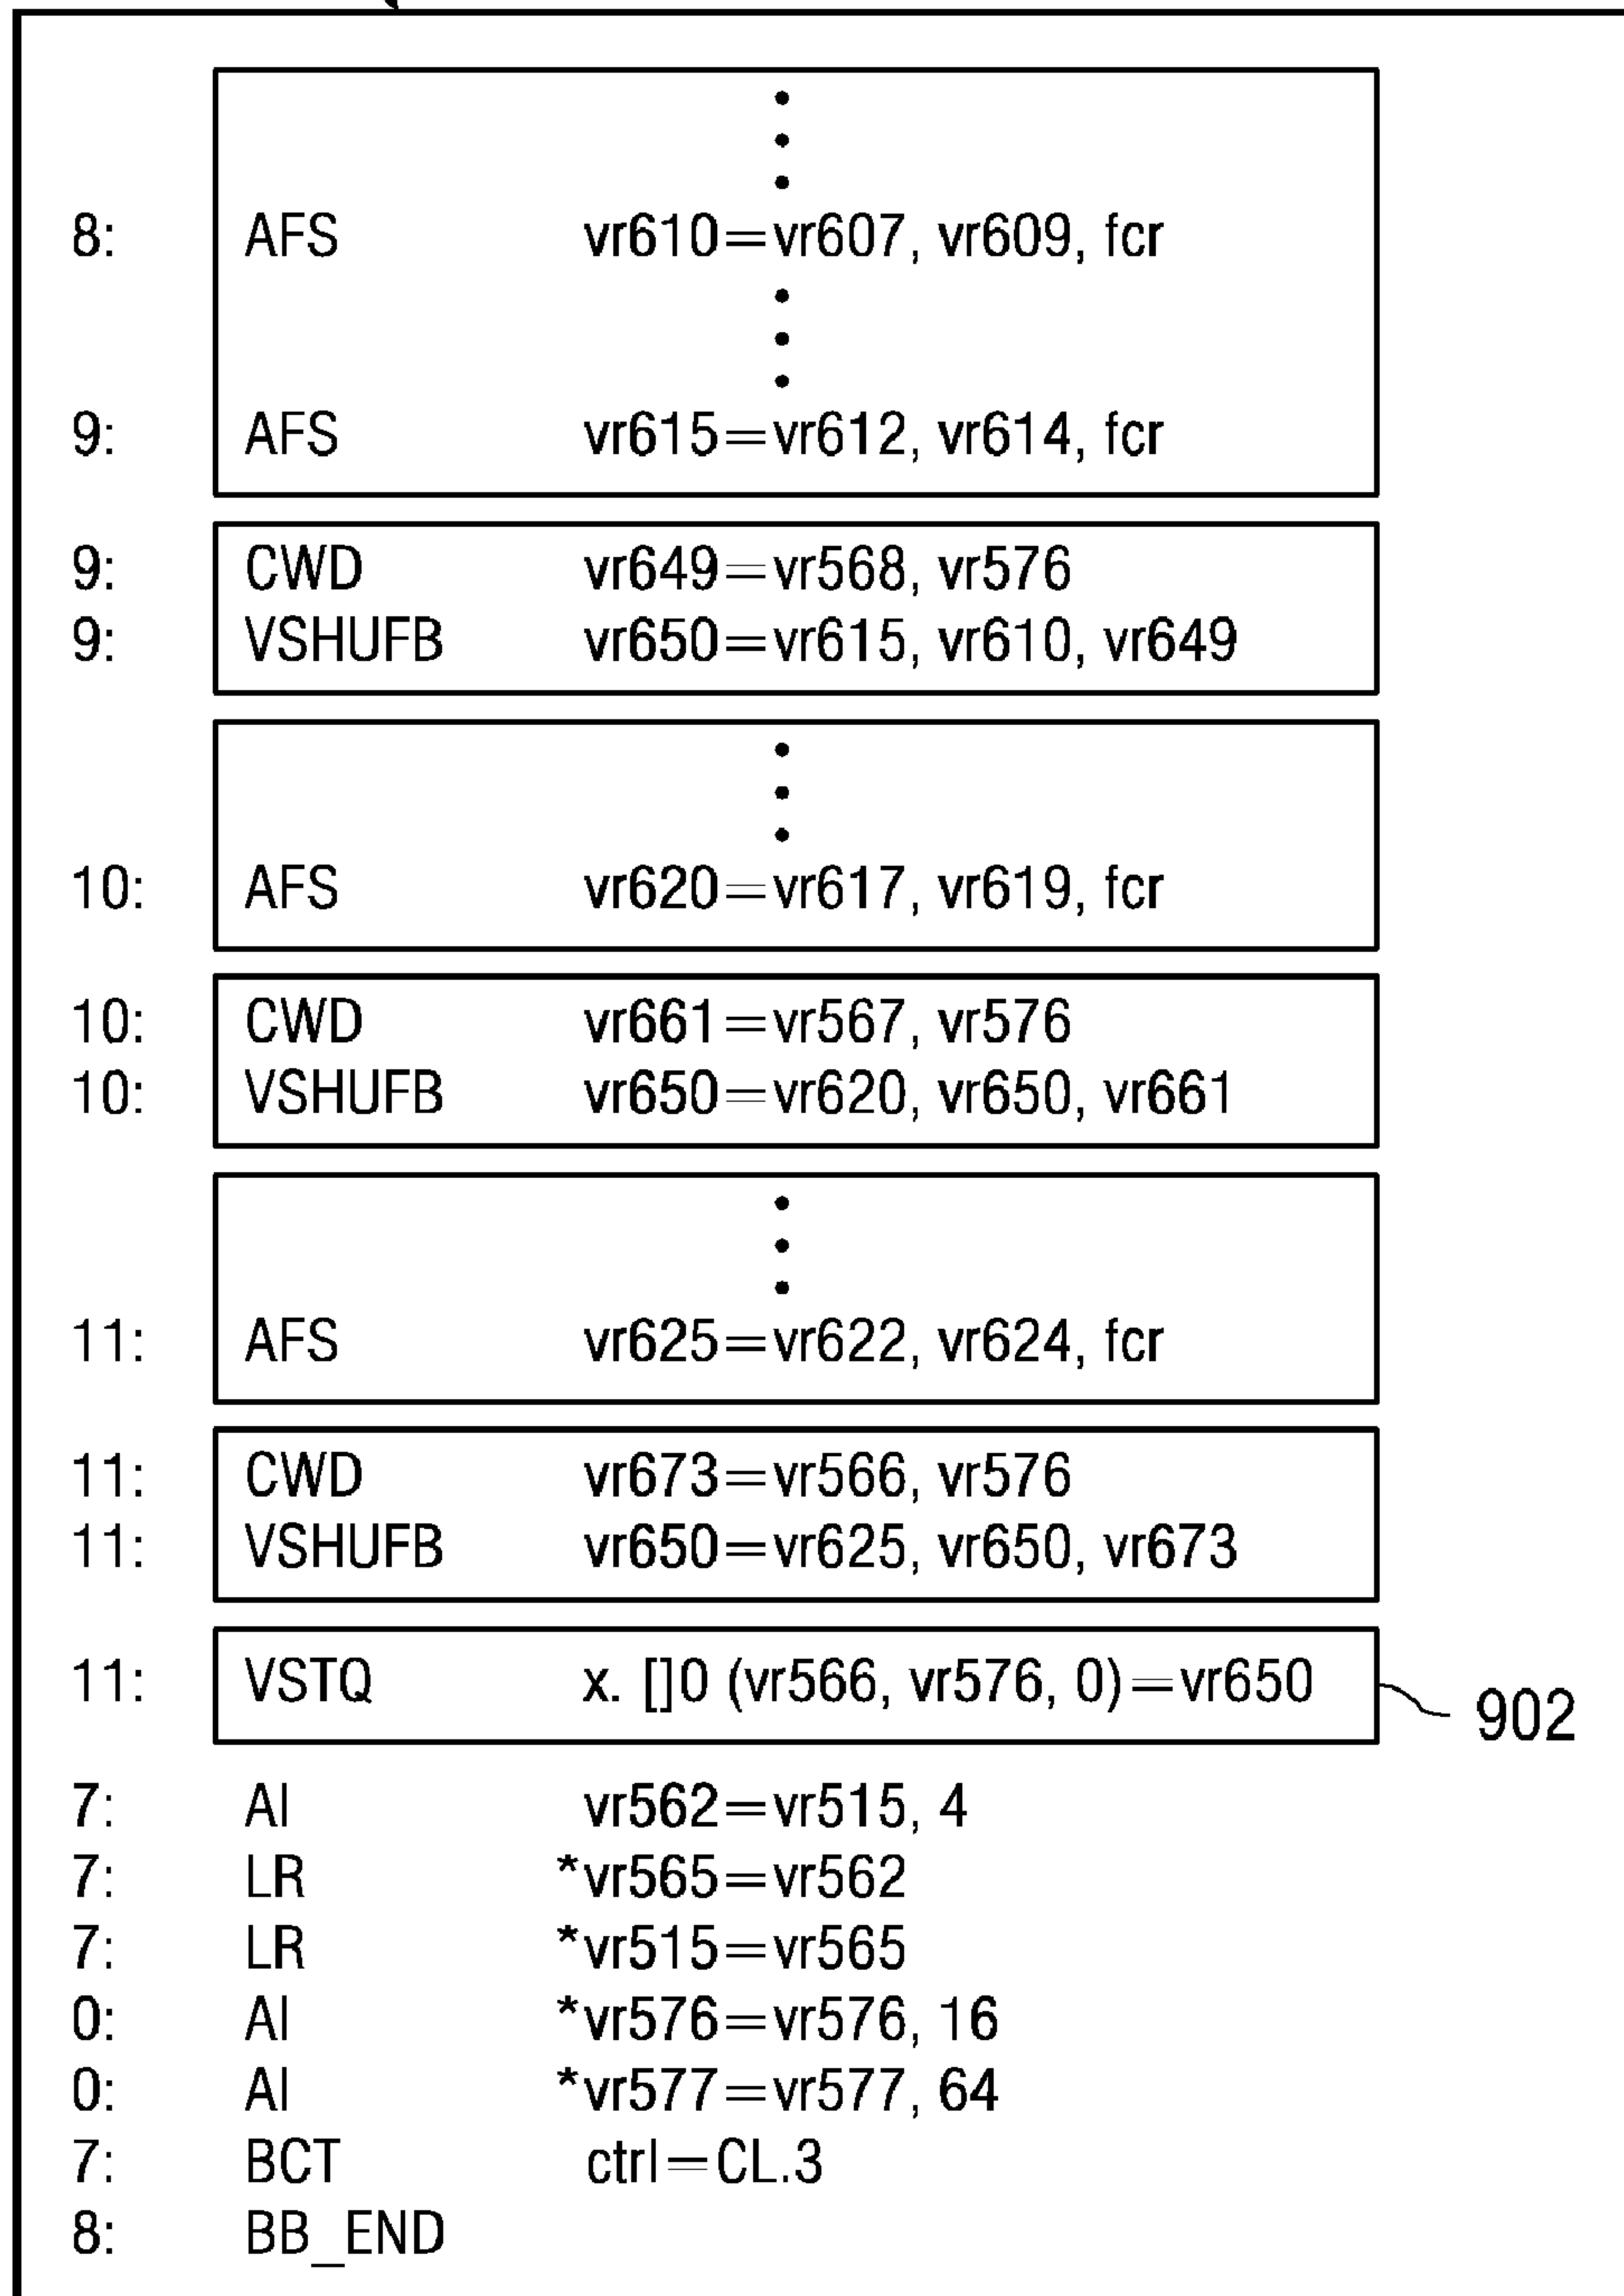 8: AFS vr610=vr607, vr609, fcr
9: AFS vr615=vr612, vr614, fcr
9: CWD vr649=vr568, vr576
9: VSHUFB vr650=vr615, vr610, vr649
10: AFS vr620=vr617, vr619, fcr
10: CWD vr661=vr567, vr576
10: VSHUFB vr650=vr620, vr650, vr661
11: AFS vr625=vr622, vr624, fcr
11: CWD vr673=vr566, vr576
11: VSHUFB vr650=vr625, vr650, vr673
11: VSTQ x. []0 (vr566, vr576, 0)=vr650
902
7: AI vr562=vr515, 4
7: LR *vr565=vr562
7: LR *vr515=vr565
0: AI *vr576=vr576, 16
0: AI *vr577=vr577, 64
7: BCT ctrl=CL.3
8: BB_END